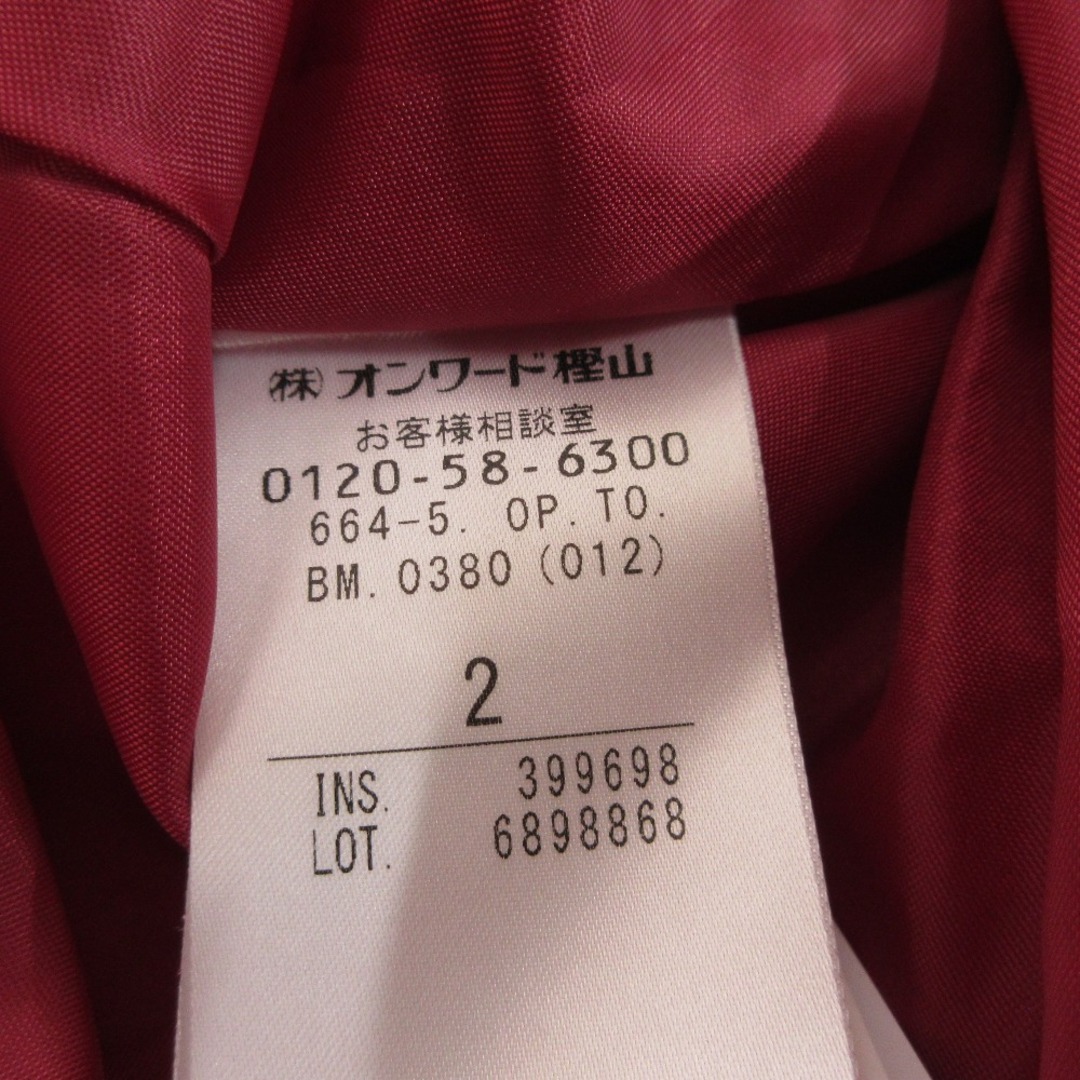 ㈱オンワード樫山
お客様相談室
0120-58-6300
664-5. OP. TO.
BM. 0380 (012)
2
INS. 399698
LOT. 6898868